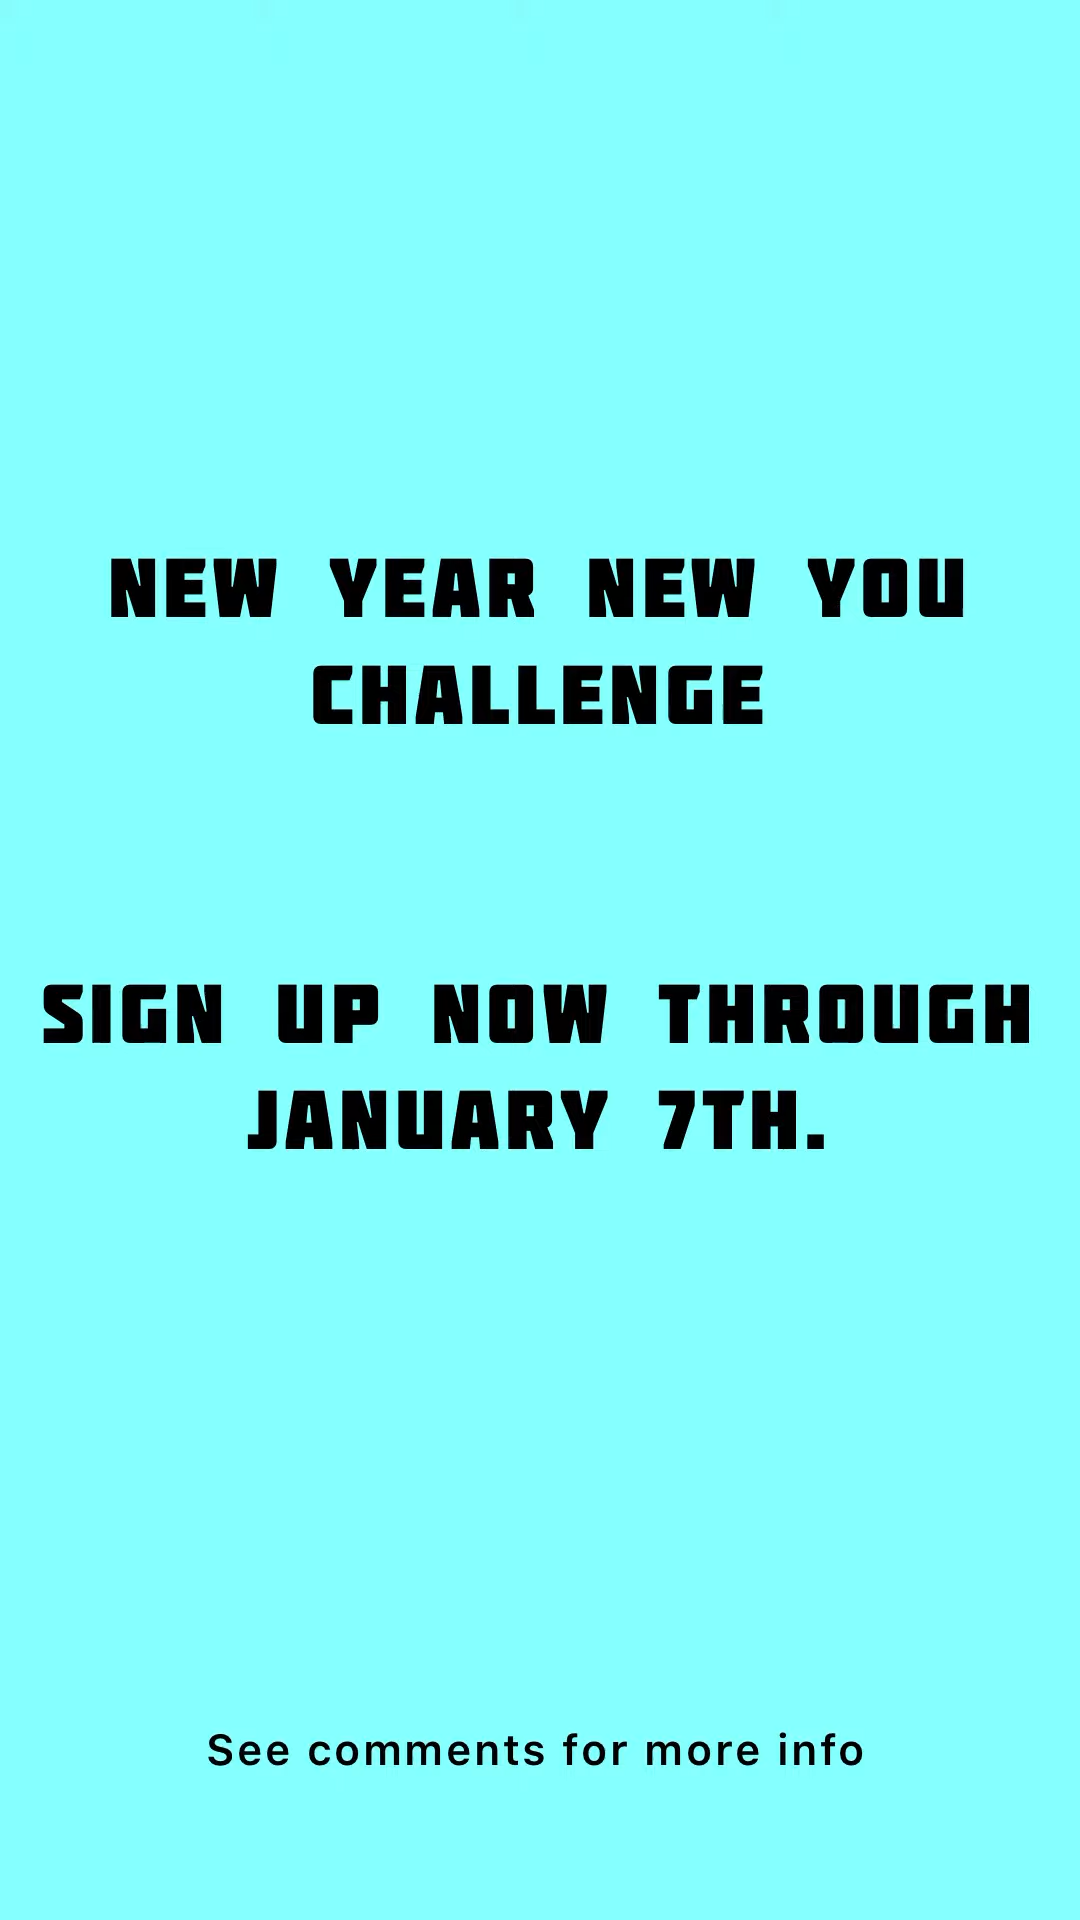 NEW YEAR NEW YOU
CHALLENGE
SIGN UP NOW THROUGH
JANUARY 7TH.
See comments for more info